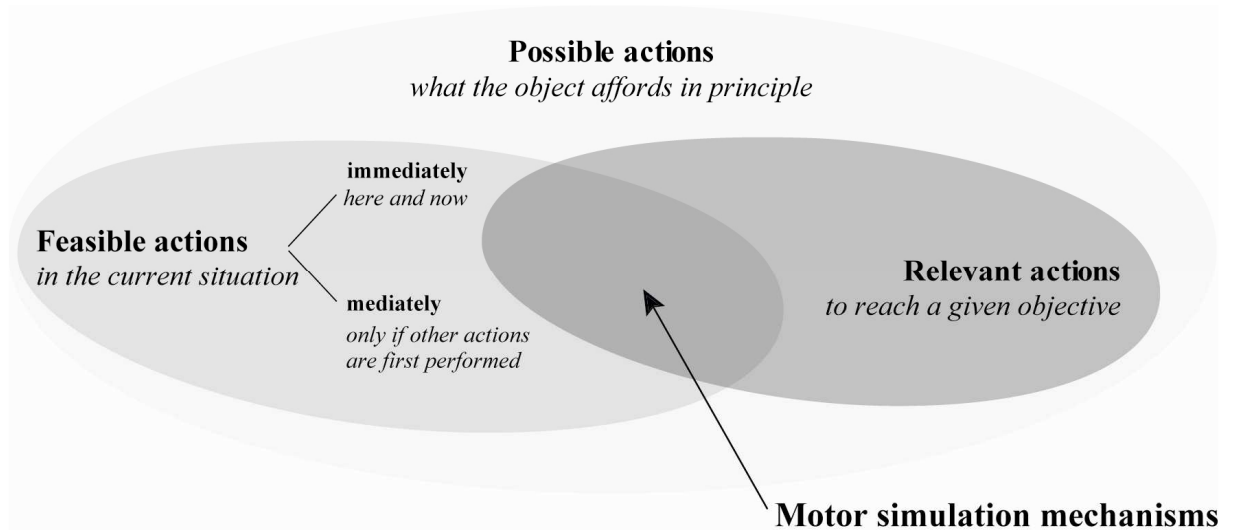 Possible actions
what the object affords in principle
immediately
here and now
Feasible actions
in the current situation
mediately
only if other actions
are first performed
Relevant actions
to reach a given objective
Motor simulation mechanisms